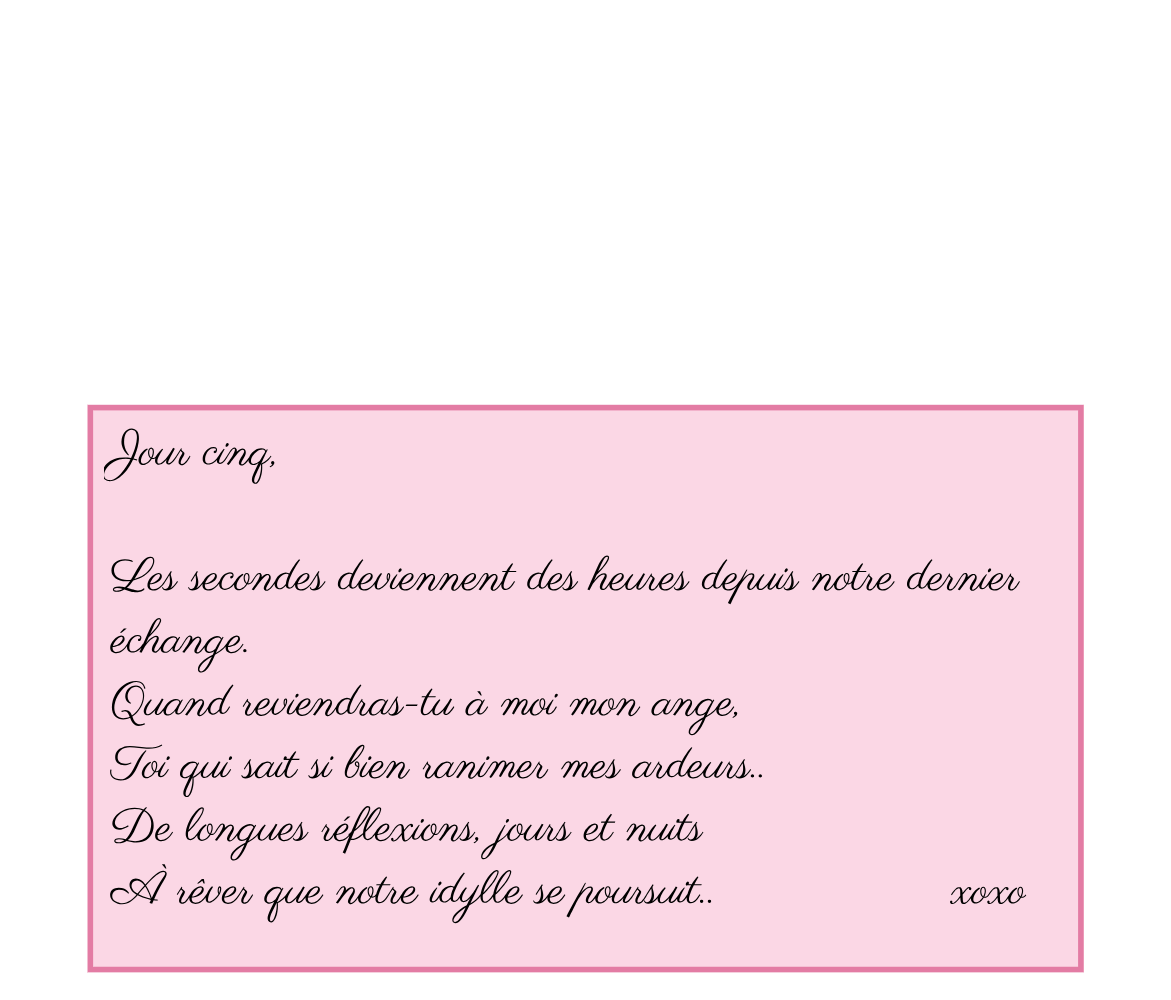 Jour cinq,
Les secondes deviennent des heures depuis notre dernier
échange.
Quand reviendras-tu à moi mon ange,
Toi qui sait si bien ranimer mes ardeurs..
De longues réflexions, jours et nuits
À rêver que notre idylle se poursuit.. xoxo